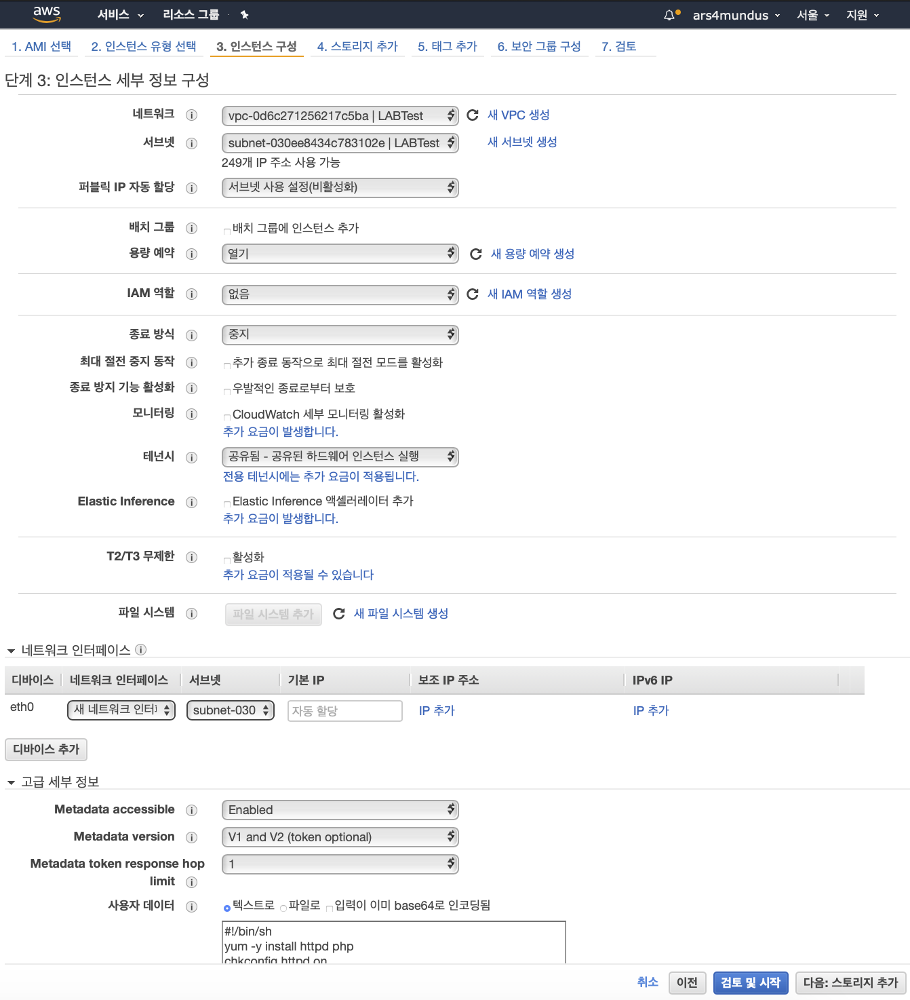 aws 서비스 리소스 그룹 ars4mundus 서울 지원
1. AMI 선택 2. 인스턴스 유형 선택 3. 인스턴스 구성 4. 스토리지 추가 5. 태그 추가 6. 보안 그룹 구성 7. 검토
단계 3: 인스턴스 세부 정보 구성
네트워크 vpc-0d6c271256217c5ba | LABTest 새 VPC 생성
서브넷 subnet-030ee8434c783102e | LABTest 새 서브넷 생성
249개 IP 주소 사용 가능
퍼블릭 IP 자동 할당 서브넷 사용 설정(비활성화)
배치 그룹 배치 그룹에 인스턴스 추가
용량 예약 열기 새 용량 예약 생성
IAM 역할 없음 새 IAM 역할 생성
종료 방식 중지
최대 절전 중지 동작 추가 종료 동작으로 최대 절전 모드를 활성화
종료 방지 기능 활성화 우발적인 종료로부터 보호
모니터링 CloudWatch 세부 모니터링 활성화
추가 요금이 발생합니다.
테넌시 공유됨 - 공유된 하드웨어 인스턴스 실행
전용 테넌시에는 추가 요금이 적용됩니다.
Elastic Inference Elastic Inference 액셀러레이터 추가
추가 요금이 발생합니다.
T2/T3 무제한 활성화
추가 요금이 적용될 수 있습니다
파일 시스템 파일 시스템 추가 새 파일 시스템 생성
네트워크 인터페이스
디바이스 네트워크 인터페이스 서브넷 기본 IP 보조 IP 주소 IPv6 IP
eth0 새 네트워크 인터 subnet-030 자동 할당 IP 추가 IP 추가
디바이스 추가
고급 세부 정보
Metadata accessible Enabled
Metadata version V1 and V2 (token optional)
Metadata token response hop 1
limit
사용자 데이터 텍스트로 파일로 입력이 이미 base64로 인코딩됨
#!/bin/sh
yum -y install httpd php
chkconfig httpd on
취소 이전 검토 및 시작 다음: 스토리지 추가